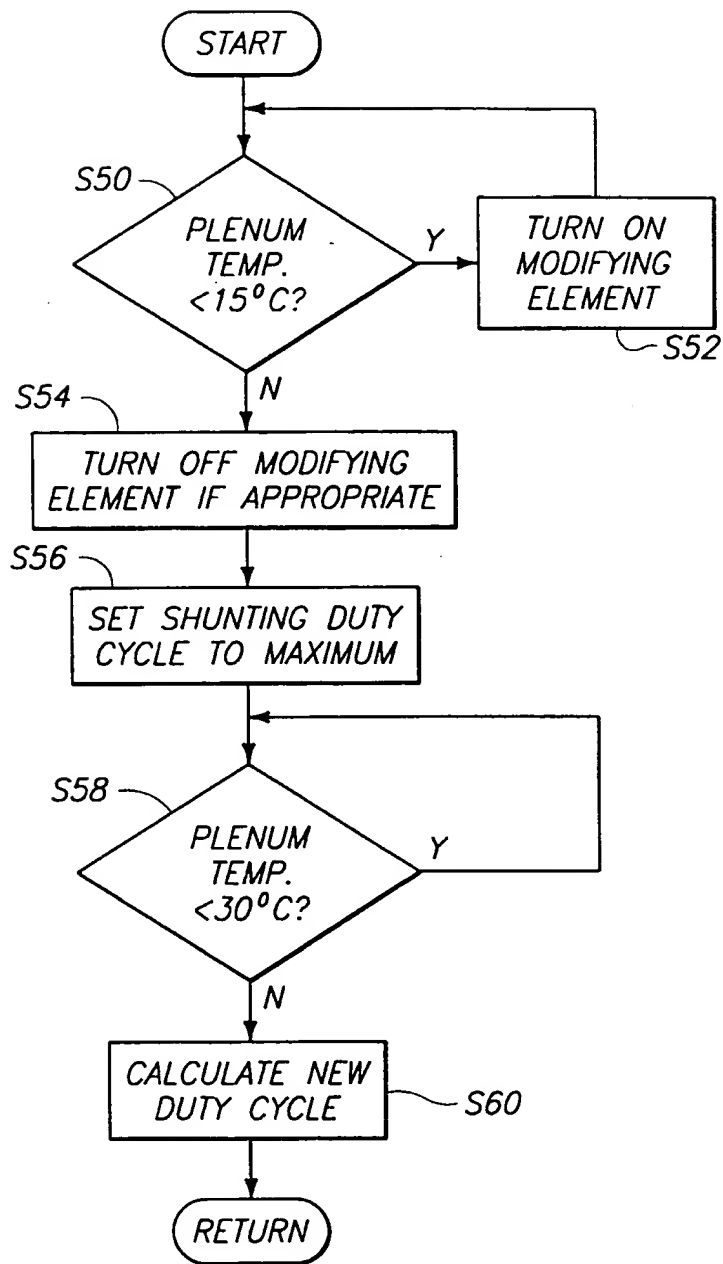 START
S50
PLENUM
TEMP.
<15°C?
Y
TURN ON
MODIFYING
ELEMENT
S52
N
S54
TURN OFF MODIFYING
ELEMENT IF APPROPRIATE
S56
SET SHUNTING DUTY
CYCLE TO MAXIMUM
S58
PLENUM
TEMP.
<30°C?
Y
N
CALCULATE NEW
DUTY CYCLE
S60
RETURN